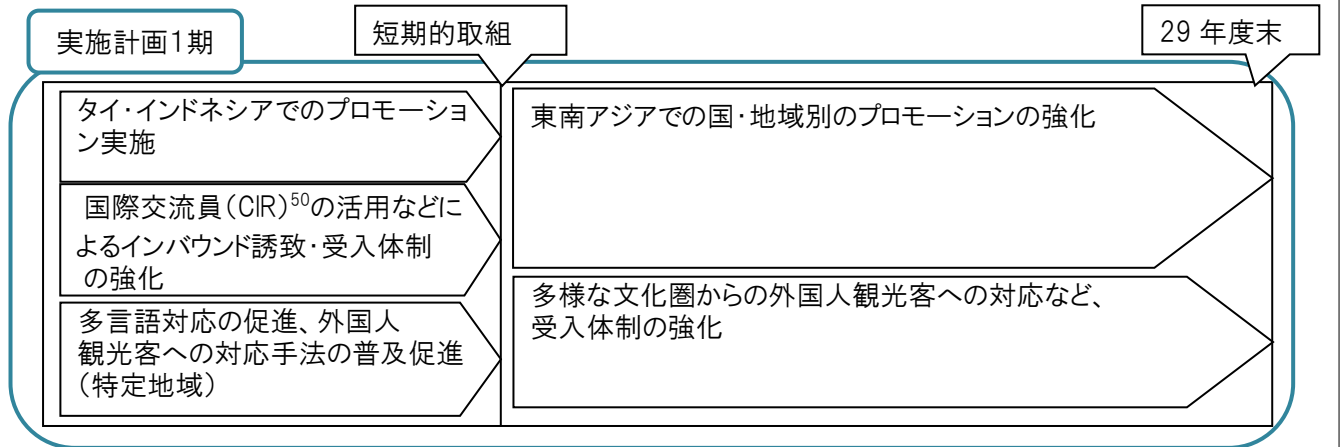 実施計画1期
短期的取組
29 年度末
タイ・インドネシアでのプロモーショ
ン実施
国際交流員(CIR)50の活用などに
よるインバウンド誘致・受入体制
の強化
多言語対応の促進、外国人
観光客への対応手法の普及促進
(特定地域)
東南アジアでの国・地域別のプロモーションの強化
多様な文化圏からの外国人観光客への対応など、
受入体制の強化